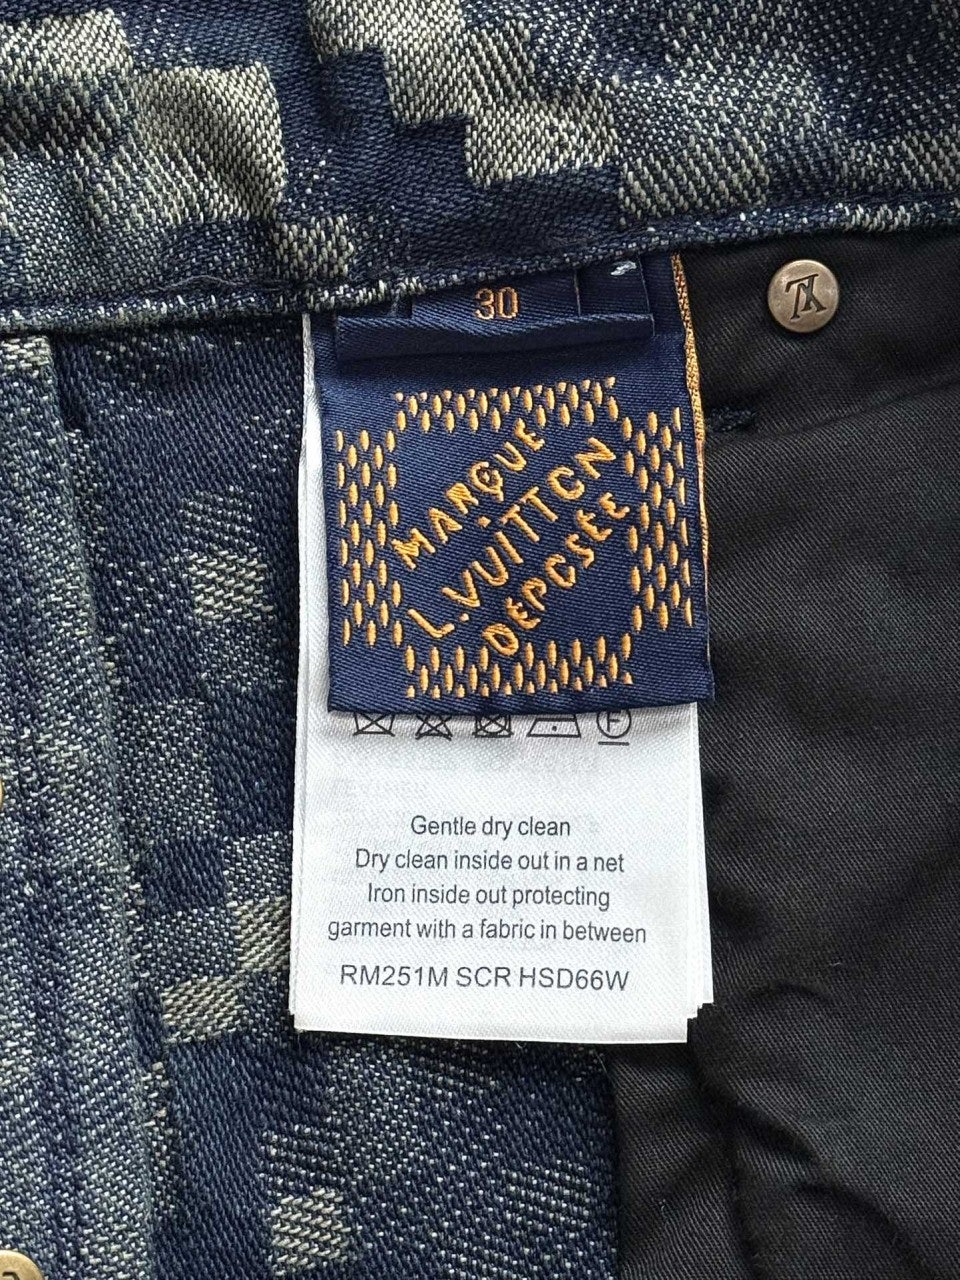 30
MARQUE
L.VUITTON
DEPOSEE
F
Gentle dry clean
Dry clean inside out in a net
Iron inside out protecting
garment with a fabric in between
RM251M SCR HSD66W